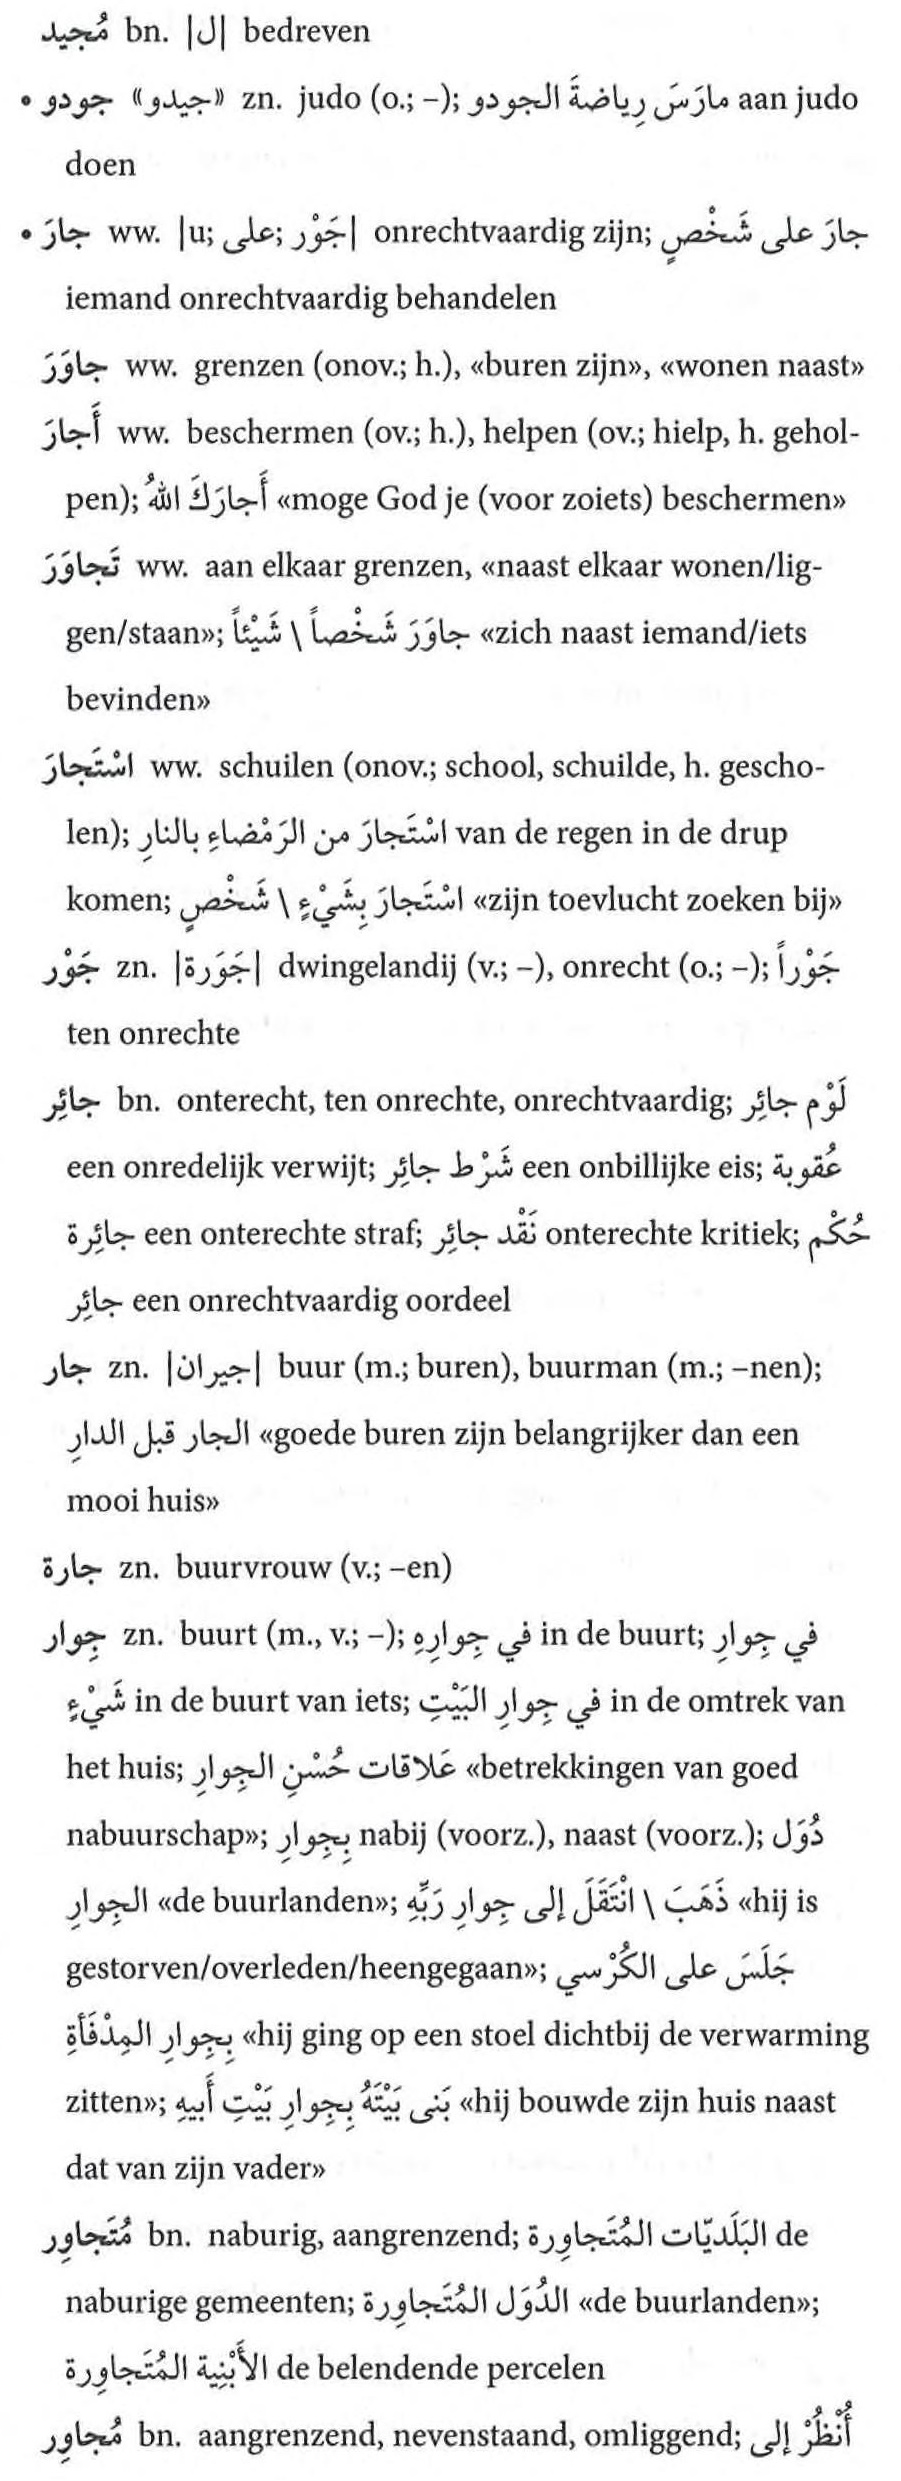 مُجيد bn. |ل| bedreven
• جودو «جيدو» zn. judo (o.; –); مارَسَ رِياضةَ الجودو aan judo
doen
• جارَ ww. |u; جَوْر; على| onrechtvaardig zijn; جارَ على شَخْصٍ
iemand onrechtvaardig behandelen
جاوَرَ ww. grenzen (onov.; h.), «buren zijn», «wonen naast»
أَجارَ ww. beschermen (ov.; h.), helpen (ov.; hielp, h. gehol-
pen); أَجارَكَ اللهُ «moge God je (voor zoiets) beschermen»
تَجاوَرَ ww. aan elkaar grenzen, «naast elkaar wonen/lig-
gen/staan»; جاوَرَ شَخْصاً \ شَيْئاً «zich naast iemand/iets
bevinden»
اسْتَجارَ ww. schuilen (onov.; school, schuilde, h. gescho-
len); اسْتَجارَ من الرَمْضاءِ بالنارِ van de regen in de drup
komen; اسْتَجارَ بِشَيْءٍ \ شَخْصٍ «zijn toevlucht zoeken bij»
جَوْر zn. |جَوَرة| dwingelandij (v.; –), onrecht (o.; –); جَوْراً
ten onrechte
جائِر bn. onterecht, ten onrechte, onrechtvaardig; لَوْم جائِر
een onredelijk verwijt; شَرْط جائِر een onbillijke eis; عُقوبة
جائِرة een onterechte straf; نَقْد جائِر onterechte kritiek; حُكْم
جائِر een onrechtvaardig oordeel
جار zn. |جيران| buur (m.; buren), buurman (m.; –nen);
الجار قبل الدارِ «goede buren zijn belangrijker dan een
mooi huis»
جارة zn. buurvrouw (v.; –en)
جِوار zn. buurt (m., v.; –); في جِوارِهِ in de buurt; في جِوارِ
شَيْءٍ in de buurt van iets; في جِوارِ البَيْتِ in de omtrek van
het huis; عَلاقات حُسْنِ الجِوارِ «betrekkingen van goed
nabuurschap»; بِجِوارِ nabij (voorz.), naast (voorz.); دُوَل
الجِوارِ «de buurlanden»; ذَهَبَ \ انْتَقَلَ إلى جِوارِ رَبِّهِ «hij is
gestorven/overleden/heengegaan»; جَلَسَ على الكُرْسي
بِجِوارِ المِدْفَأةِ «hij ging op een stoel dichtbij de verwarming
zitten»; بَنى بَيْتَهُ بِجِوارِ بَيْتِ أَبيهِ «hij bouwde zijn huis naast
dat van zijn vader»
مُتَجاوِر bn. naburig, aangrenzend; البَلَديّات المُتَجاوِرة de
naburige gemeenten; الدُوَل المُتَجاوِرة «de buurlanden»;
الأَبْنِية المُتَجاوِرة de belendende percelen
مُجاوِر bn. aangrenzend, nevenstaand, omliggend; أُنْظُرْ إلى